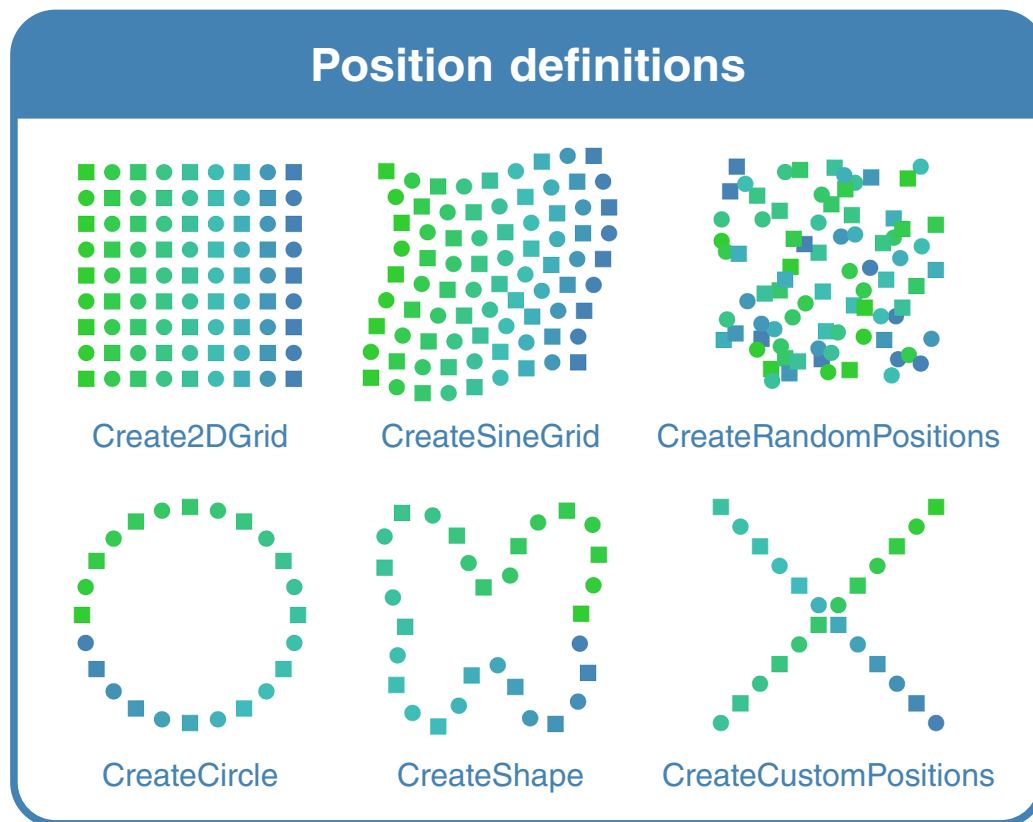 Position definitions
Create2DGrid
CreateSineGrid
CreateRandomPositions
CreateCircle
CreateShape
CreateCustomPositions